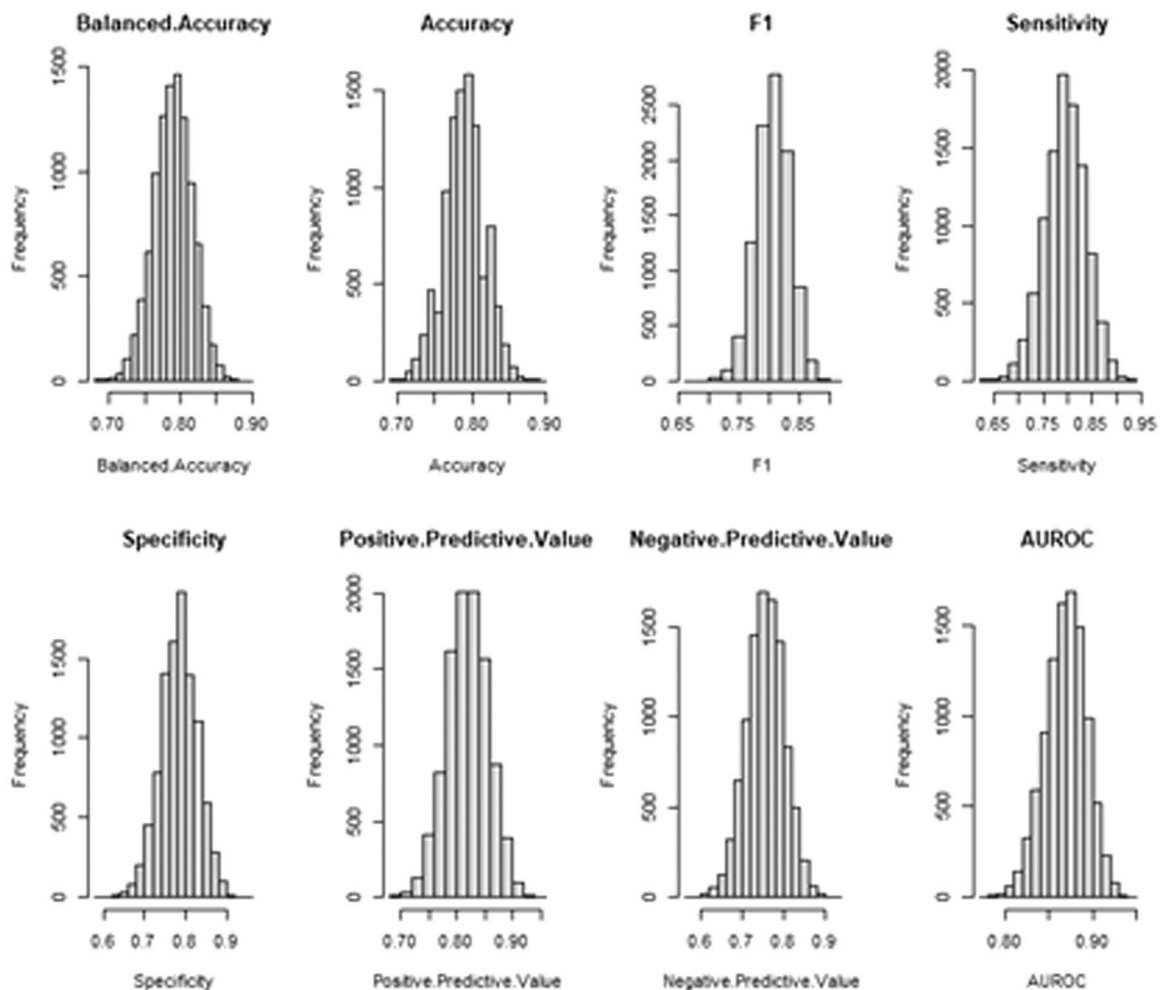 Balanced.Accuracy Accuracy F1 Sensitivity
Frequency 0 500 1000 1500
0.70 0.80 0.90
Balanced.Accuracy
Frequency 0 500 1000 1500
0.70 0.80 0.90
Accuracy
Frequency 0 500 1000 1500 2000 2500
0.65 0.75 0.85
F1
Frequency 0 500 1000 1500 2000
0.65 0.75 0.85 0.95
Sensitivity
Specificity Positive.Predictive.Value Negative.Predictive.Value AUROC
Frequency 0 500 1000 1500
0.6 0.7 0.8 0.9
Specificity
Frequency 0 500 1000 1500 2000
0.70 0.80 0.90
Positive.Predictive.Value
Frequency 0 500 1000 1500
0.6 0.7 0.8 0.9
Negative.Predictive.Value
Frequency 0 500 1000 1500
0.80 0.90
AUROC